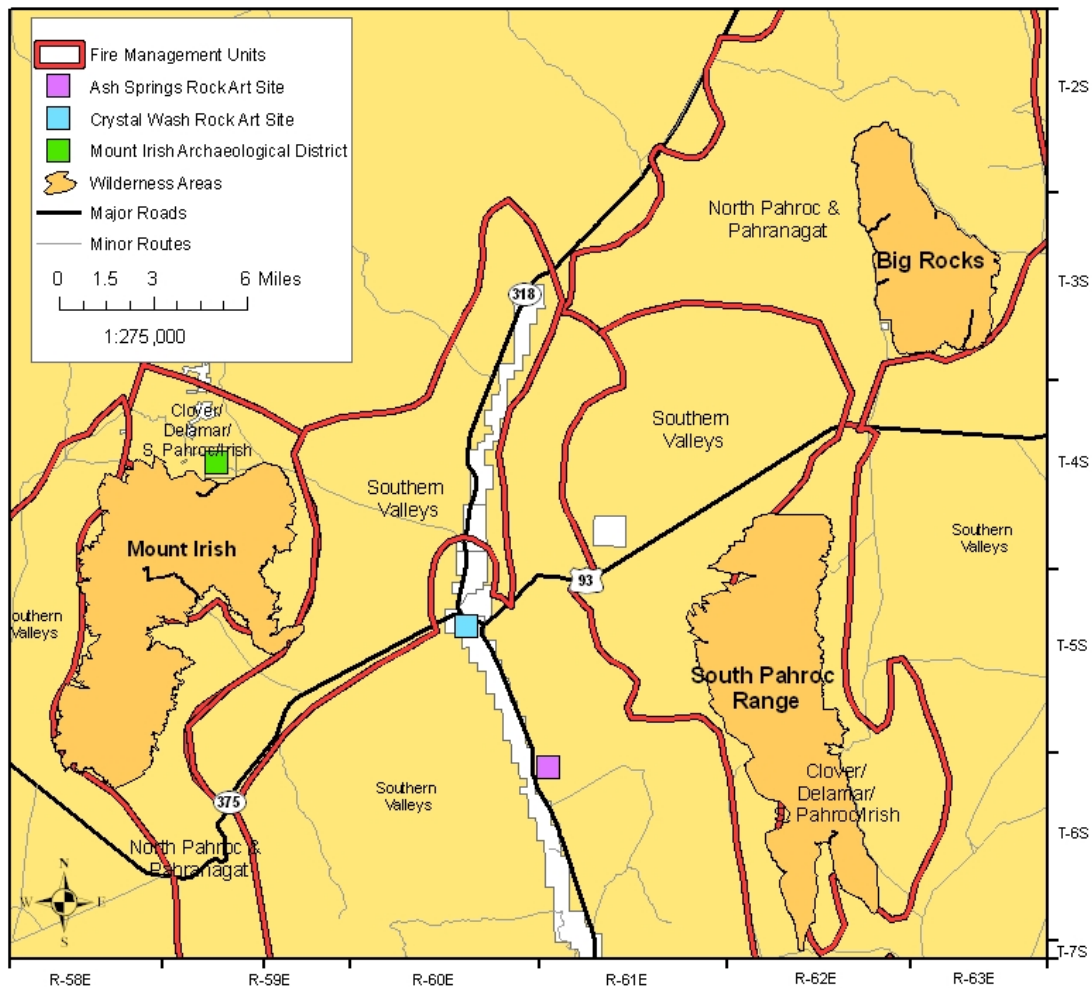 Fire Management Units
Ash Springs Rock Art Site
Crystal Wash Rock Art Site
Mount Irish Archaeological District
Wilderness Areas
Major Roads
Minor Routes
0 1.5 3 6 Miles
1:275,000
T-2S
North Pahroc &
Pahranagat
Big Rocks
T-3S
318
Clover/
Delamar/
S. Pahroc/Irish
Southern
Valleys
T-4S
Southern
Valleys
Mount Irish
Southern
Valleys
93
Southern
Valleys
T-5S
South Pahroc
Range
Clover/
Delamar/
S. Pahroc/Irish
Southern
Valleys
375
T-6S
North Pahroc &
Pahranagat
N
W E
S
T-7S
R-58E R-59E R-60E R-61E R-62E R-63E